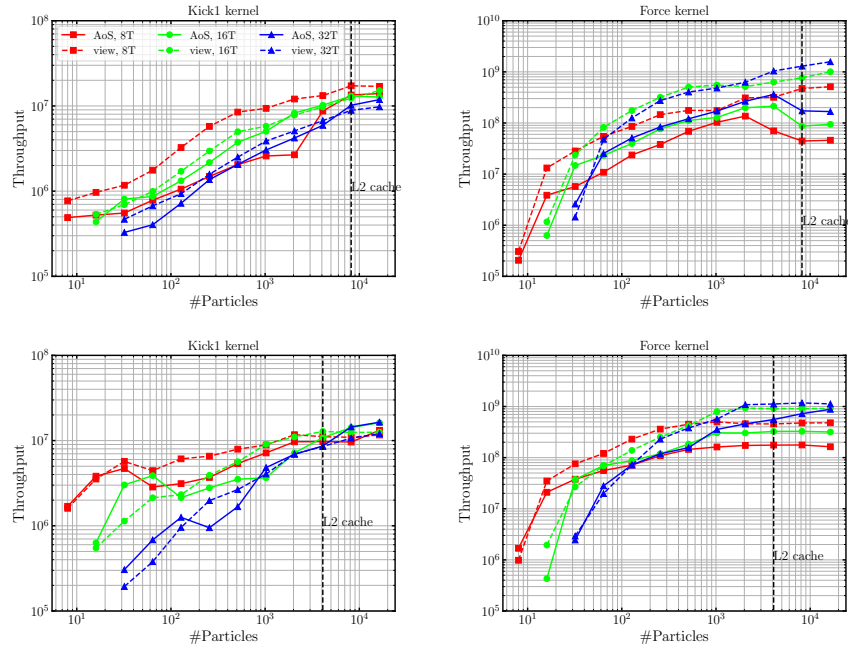 Kick1 kernel
10^8
10^7
10^6
10^5
10^1
10^2
10^3
10^4
Throughput
#Particles
AoS, 8T
view, 8T
AoS, 16T
view, 16T
AoS, 32T
view, 32T
L2 cache
Force kernel
10^10
10^9
10^8
10^7
10^6
10^5
10^1
10^2
10^3
10^4
Throughput
#Particles
L2 cache
Kick1 kernel
10^8
10^7
10^6
10^5
10^1
10^2
10^3
10^4
Throughput
#Particles
L2 cache
Force kernel
10^10
10^9
10^8
10^7
10^6
10^5
10^1
10^2
10^3
10^4
Throughput
#Particles
L2 cache